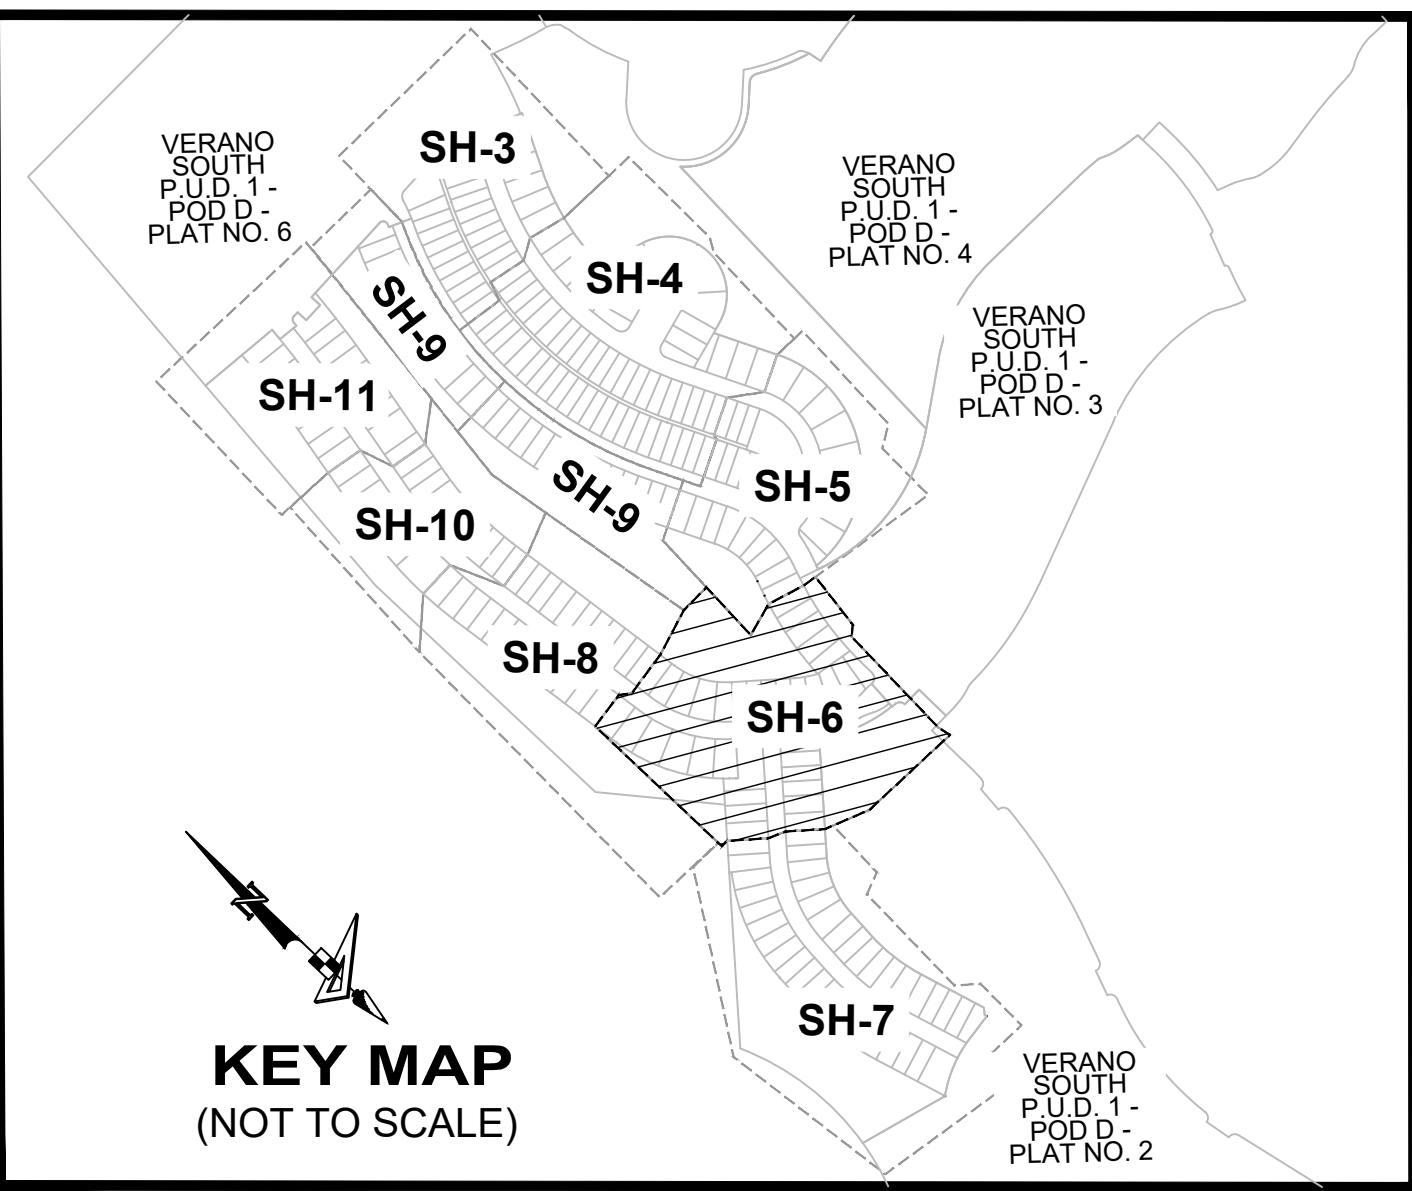 SH-3
VERANO
SOUTH
P.U.D. 1 -
POD D -
PLAT NO. 6
VERANO
SOUTH
P.U.D. 1 -
POD D -
PLAT NO. 4
SH-4
SH-9
VERANO
SOUTH
P.U.D. 1 -
POD D -
PLAT NO. 3
SH-11
SH-5
SH-9
SH-10
SH-8
SH-6
N
SH-7
KEY MAP
(NOT TO SCALE)
VERANO
SOUTH
P.U.D. 1 -
POD D -
PLAT NO. 2